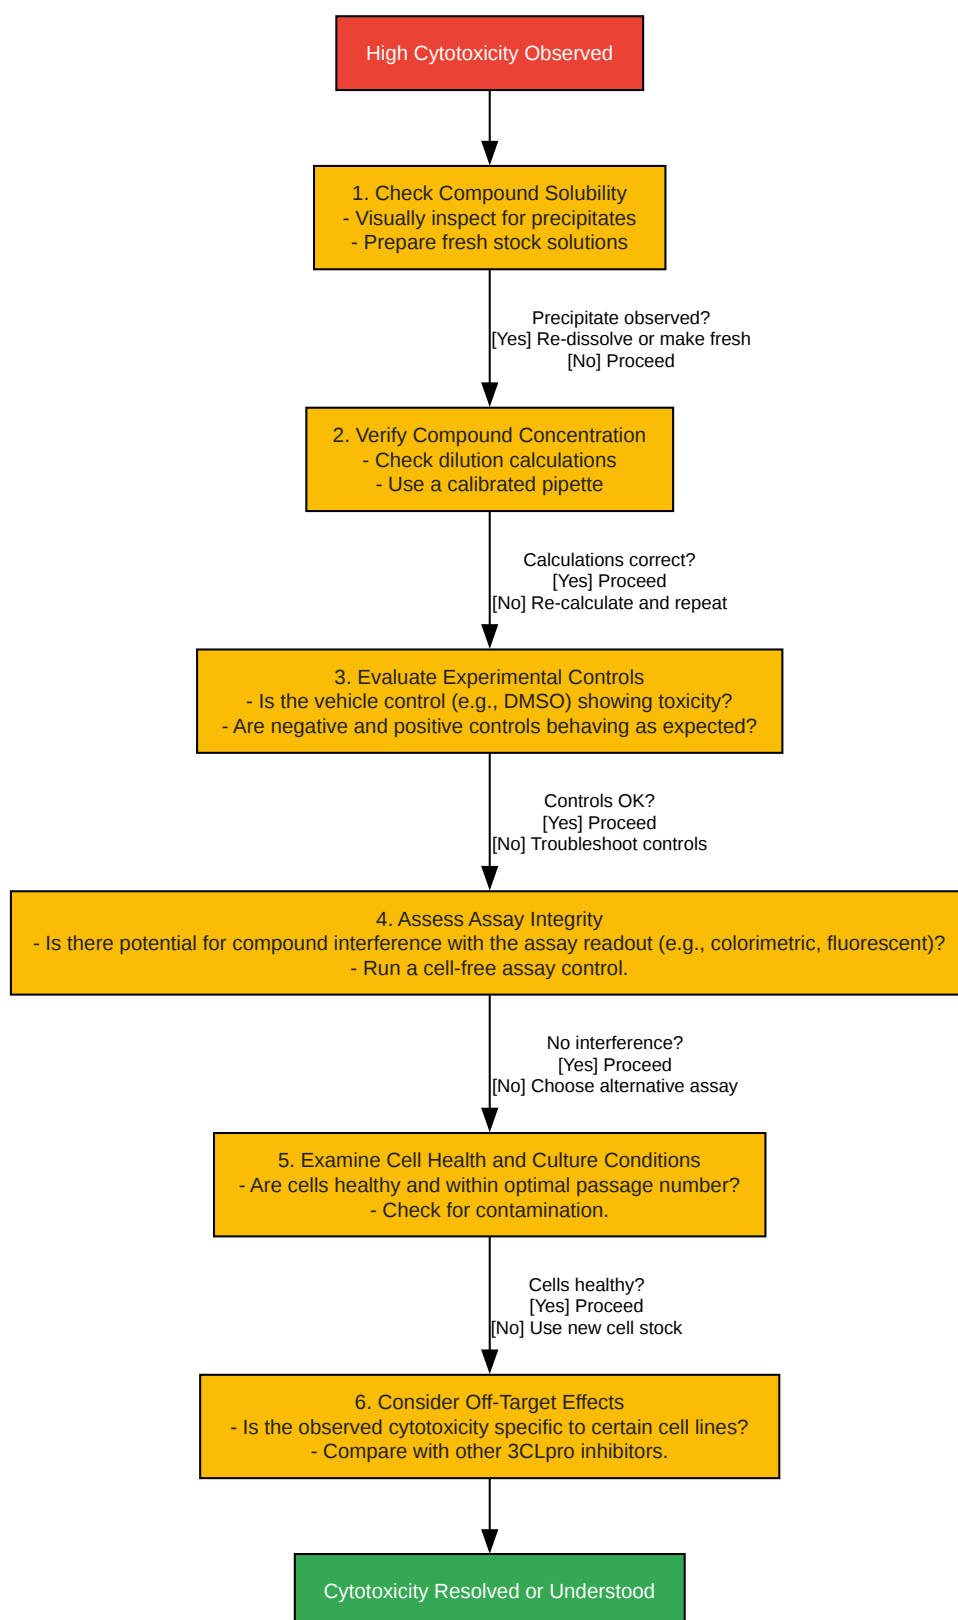 High Cytotoxicity Observed
1. Check Compound Solubility
- Visually inspect for precipitates
- Prepare fresh stock solutions
Precipitate observed?
[Yes] Re-dissolve or make fresh
[No] Proceed
2. Verify Compound Concentration
- Check dilution calculations
- Use a calibrated pipette
Calculations correct?
[Yes] Proceed
[No] Re-calculate and repeat
3. Evaluate Experimental Controls
- Is the vehicle control (e.g., DMSO) showing toxicity?
- Are negative and positive controls behaving as expected?
Controls OK?
[Yes] Proceed
[No] Troubleshoot controls
4. Assess Assay Integrity
- Is there potential for compound interference with the assay readout (e.g., colorimetric, fluorescent)?
- Run a cell-free assay control.
No interference?
[Yes] Proceed
[No] Choose alternative assay
5. Examine Cell Health and Culture Conditions
- Are cells healthy and within optimal passage number?
- Check for contamination.
Cells healthy?
[Yes] Proceed
[No] Use new cell stock
6. Consider Off-Target Effects
- Is the observed cytotoxicity specific to certain cell lines?
- Compare with other 3CLpro inhibitors.
Cytotoxicity Resolved or Understood